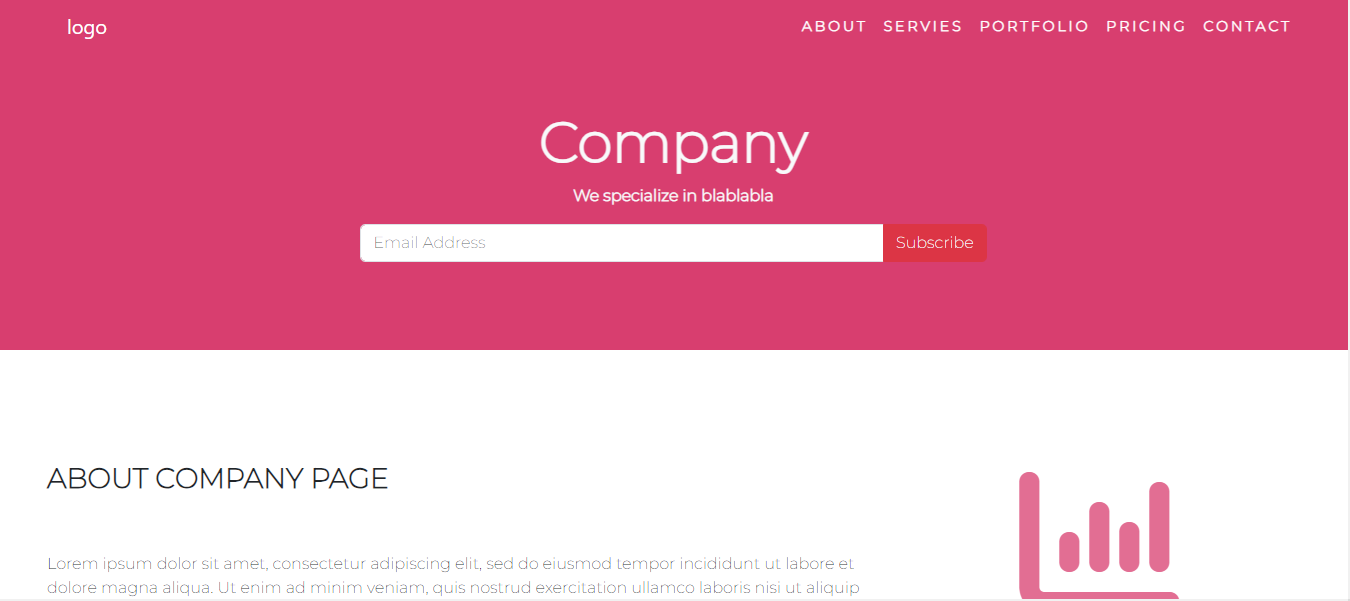 logo
ABOUT SERVIES PORTFOLIO PRICING CONTACT
Company
We specialize in blablabla
Email Address
Subscribe
ABOUT COMPANY PAGE
Lorem ipsum dolor sit amet, consectetur adipiscing elit, sed do eiusmod tempor incididunt ut labore et
dolore magna aliqua. Ut enim ad minim veniam, quis nostrud exercitation ullamco laboris nisi ut aliquip